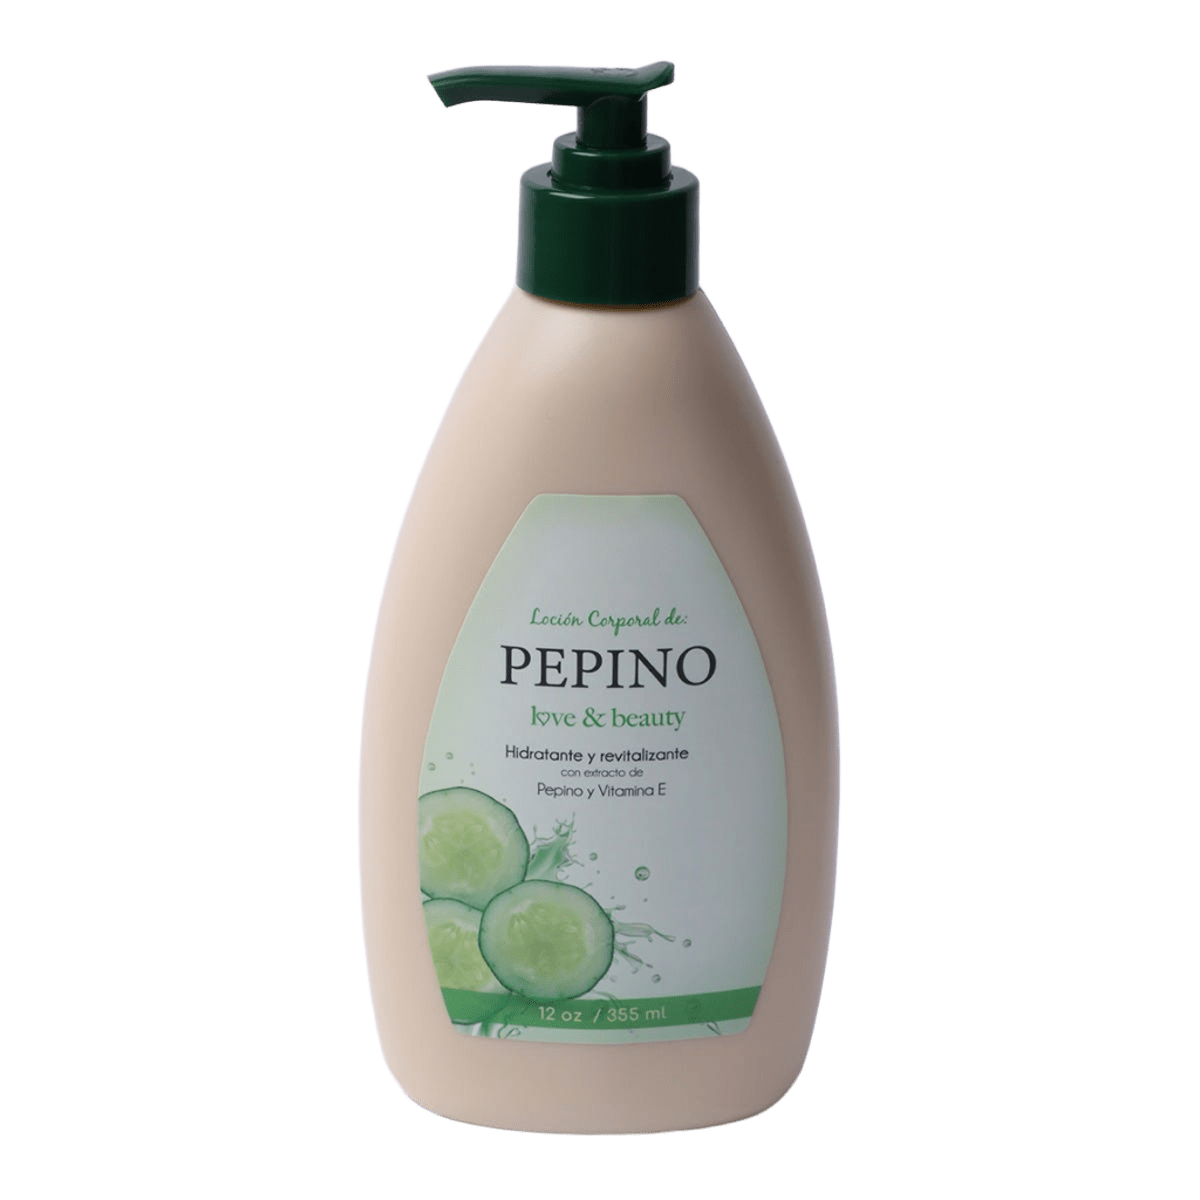 Loción Corporal de:
PEPINO
love & beauty
Hidratante y revitalizante
con extracto de
Pepino y Vitamina E
12 oz / 355 ml